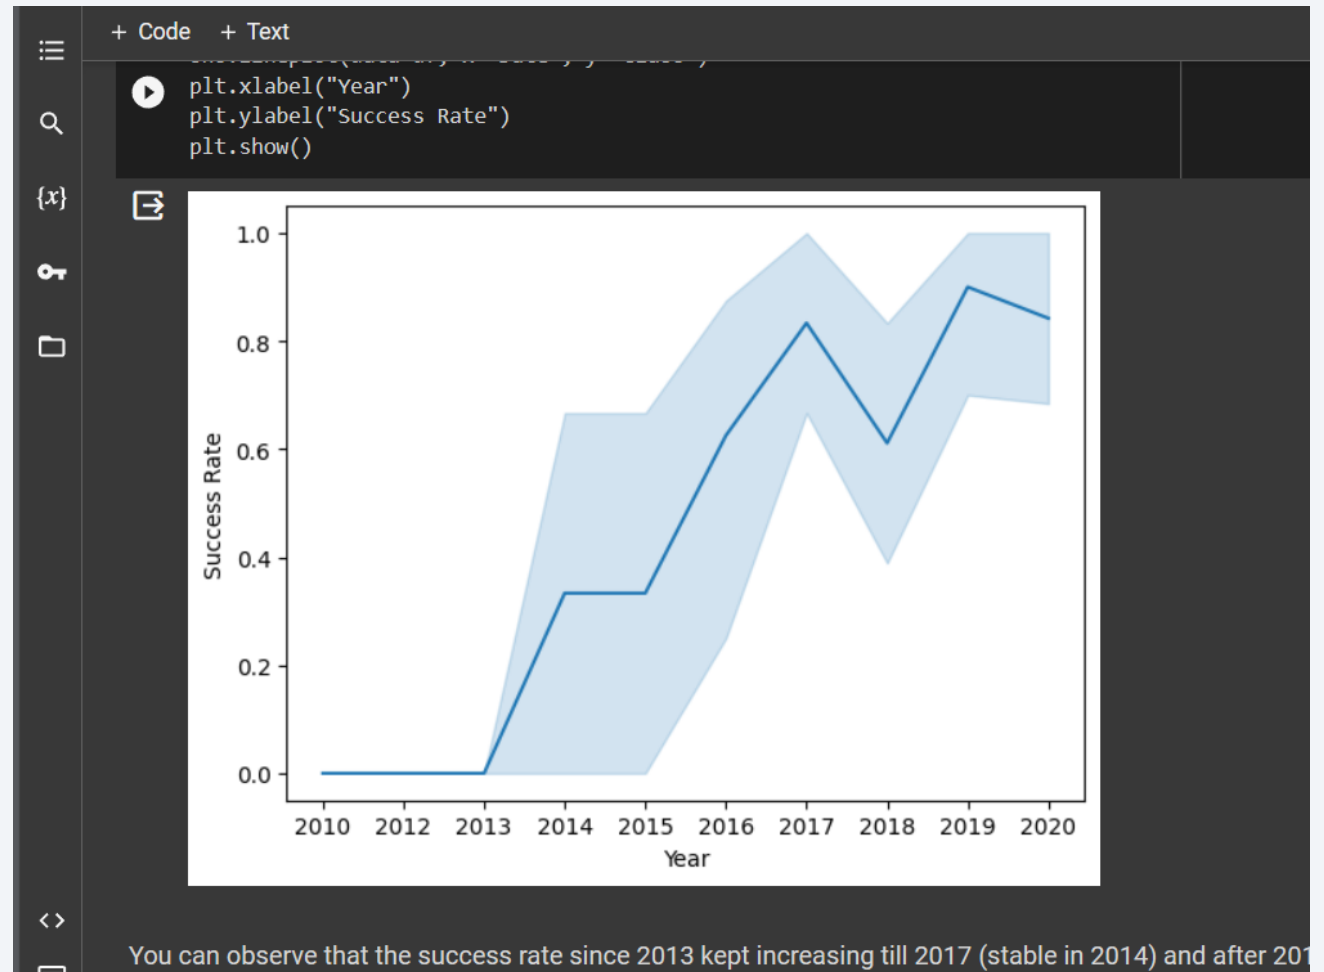 + Code + Text
plt.xlabel("Year")
plt.ylabel("Success Rate")
plt.show()
{x}
1.0
0.8
0.6
0.4
0.2
0.0
Success Rate
2010 2012 2013 2014 2015 2016 2017 2018 2019 2020
Year
<>
You can observe that the success rate since 2013 kept increasing till 2017 (stable in 2014) and after 201